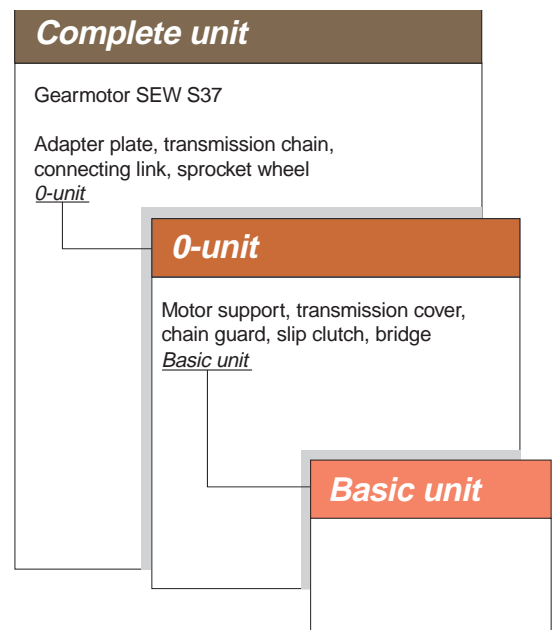 Complete unit
Gearmotor SEW S37
Adapter plate, transmission chain,
connecting link, sprocket wheel
0-unit
0-unit
Motor support, transmission cover,
chain guard, slip clutch, bridge
Basic unit
Basic unit